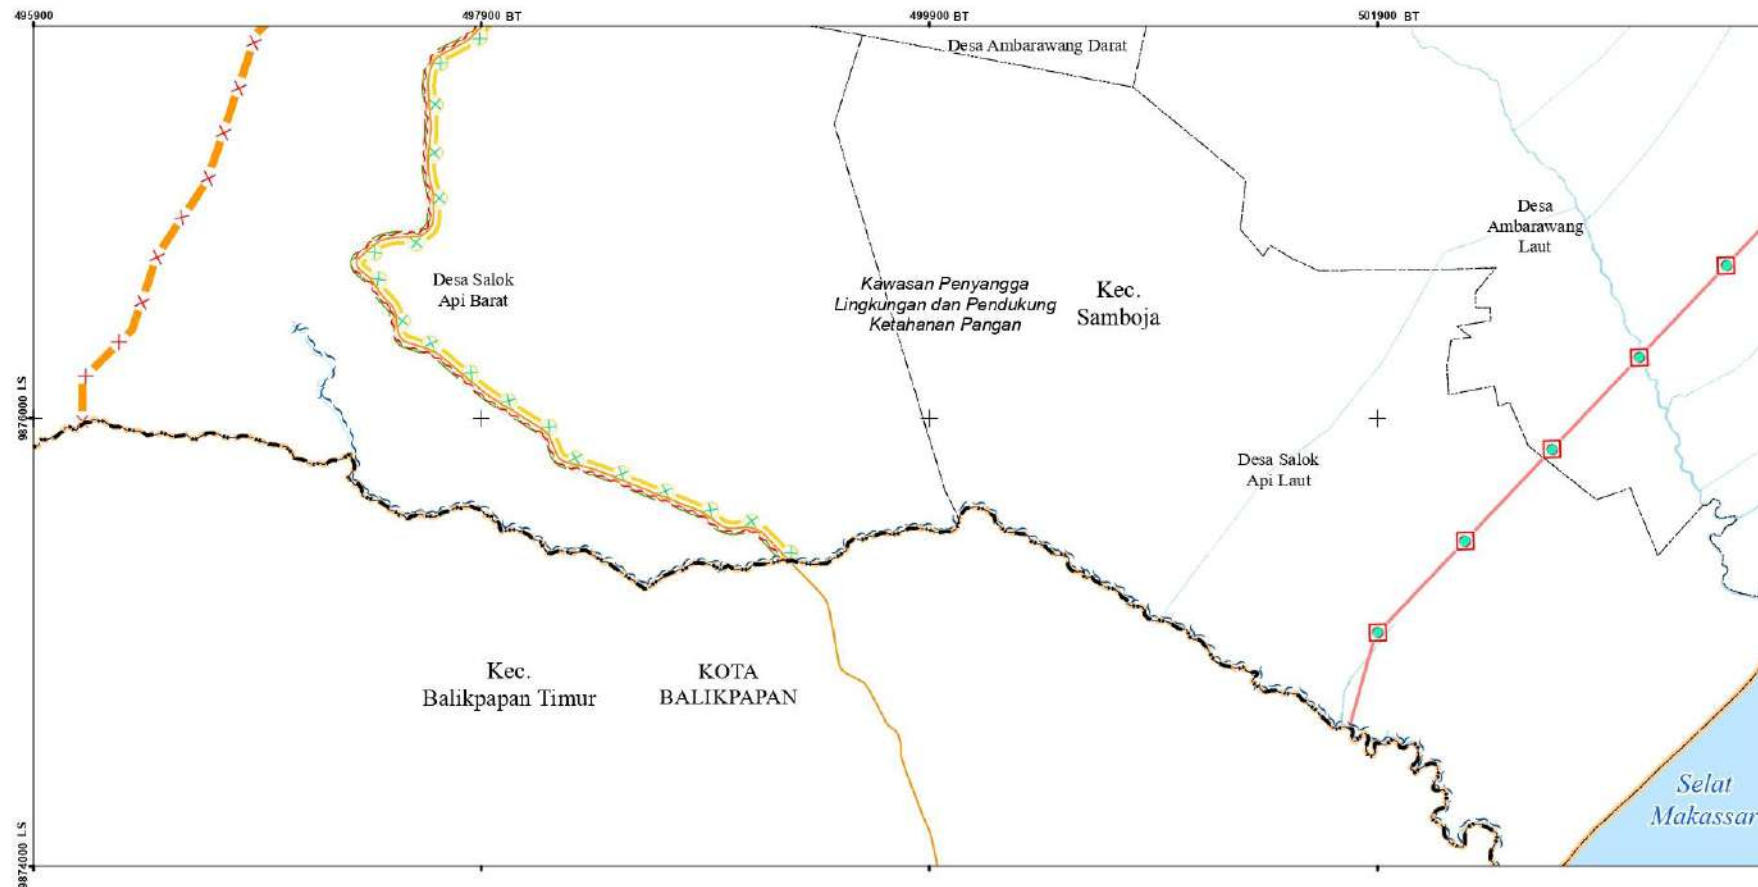 495900
497900 BT
499900 BT
501900 BT
Desa Ambarawang Darat
Desa
Ambarawang
Laut
Desa Salok
Api Barat
Kawasan Penyangga
Lingkungan dan Pendukung
Ketahanan Pangan
Kec.
Samboja
9876000 LS
Desa Salok
Api Laut
Kec.
Balikpapan Timur
KOTA
BALIKPAPAN
Selat
Makassar
9874000 LS